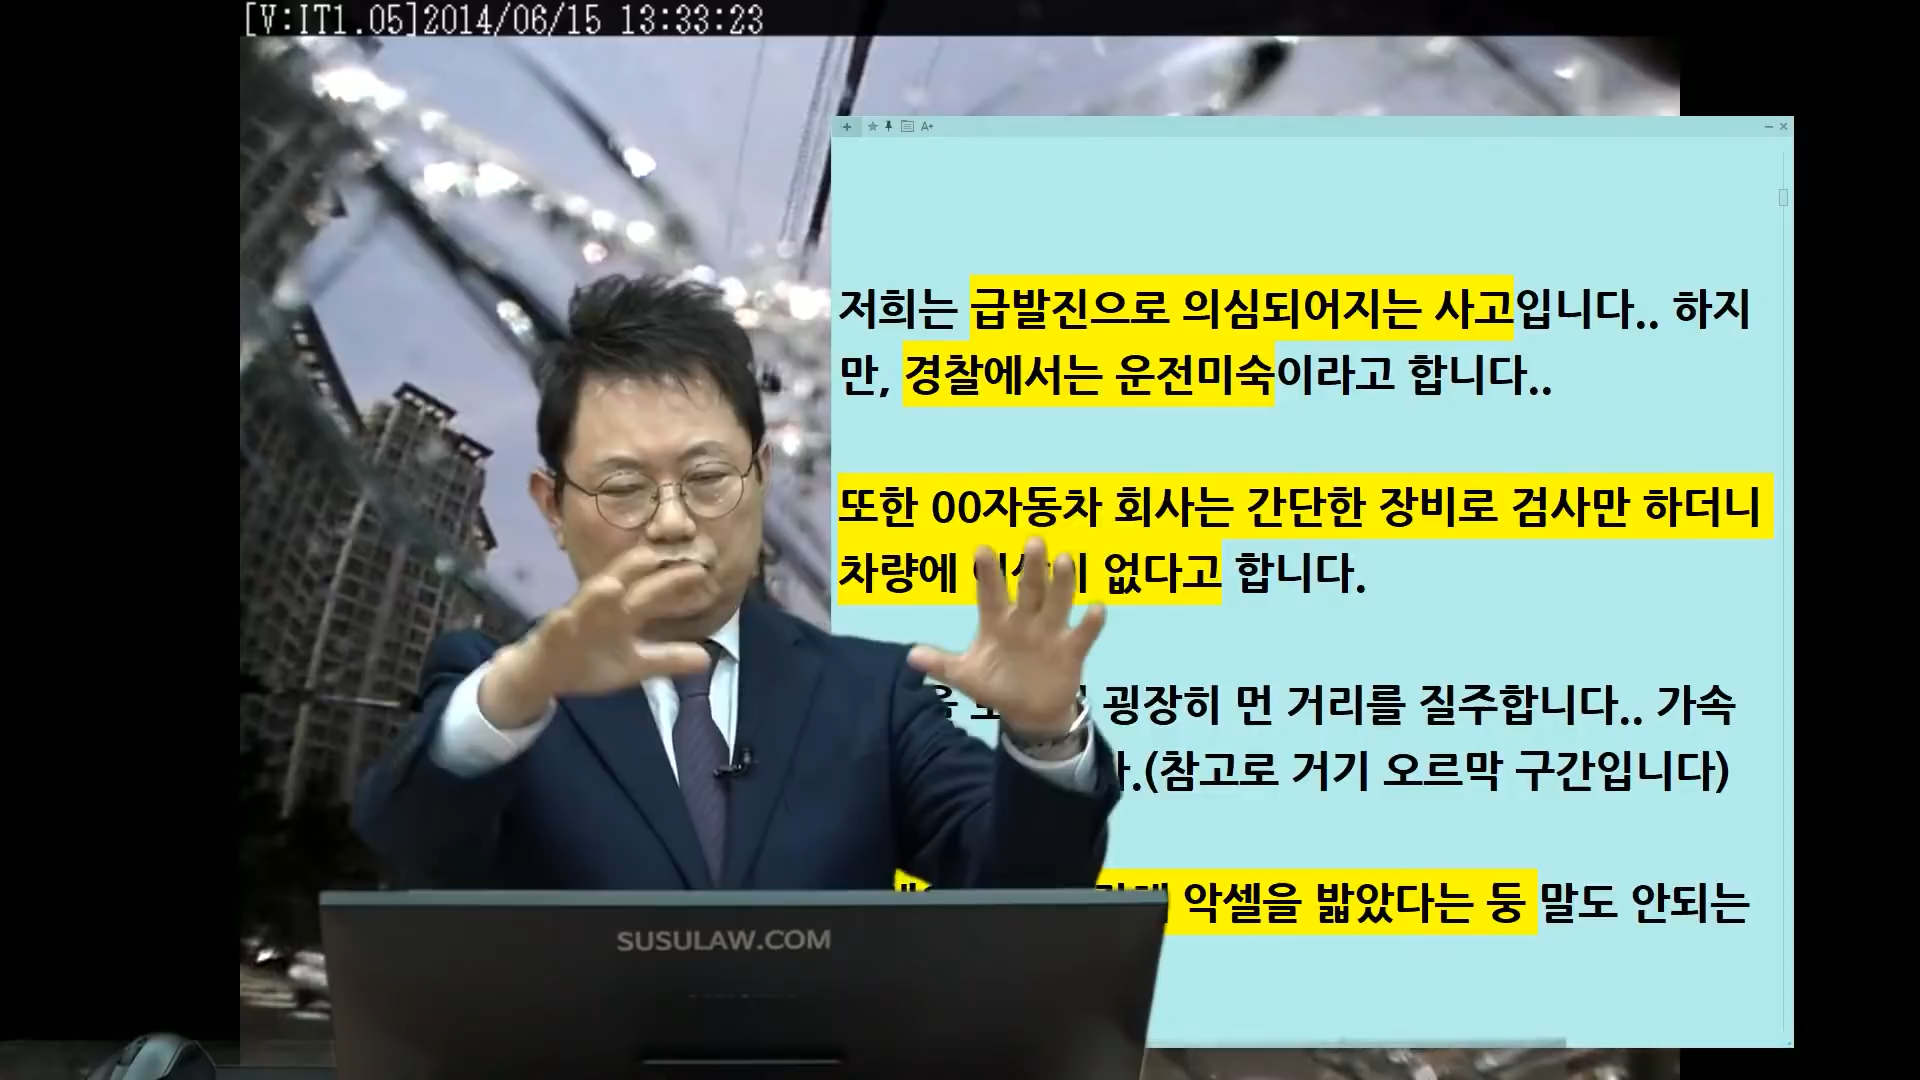 [V:IT1.05]2014/06/15 13:33:23
A+
저희는 급발진으로 의심되어지는 사고입니다.. 하지
만, 경찰에서는 운전미숙이라고 합니다..
또한 00자동차 회사는 간단한 장비로 검사만 하더니
차량에 없다고 합니다.
굉장히 먼 거리를 질주합니다.. 가속
.(참고로 거기 오르막 구간입니다)
악셀을 밟았다는 둥 말도 안되는
SUSULAW.COM